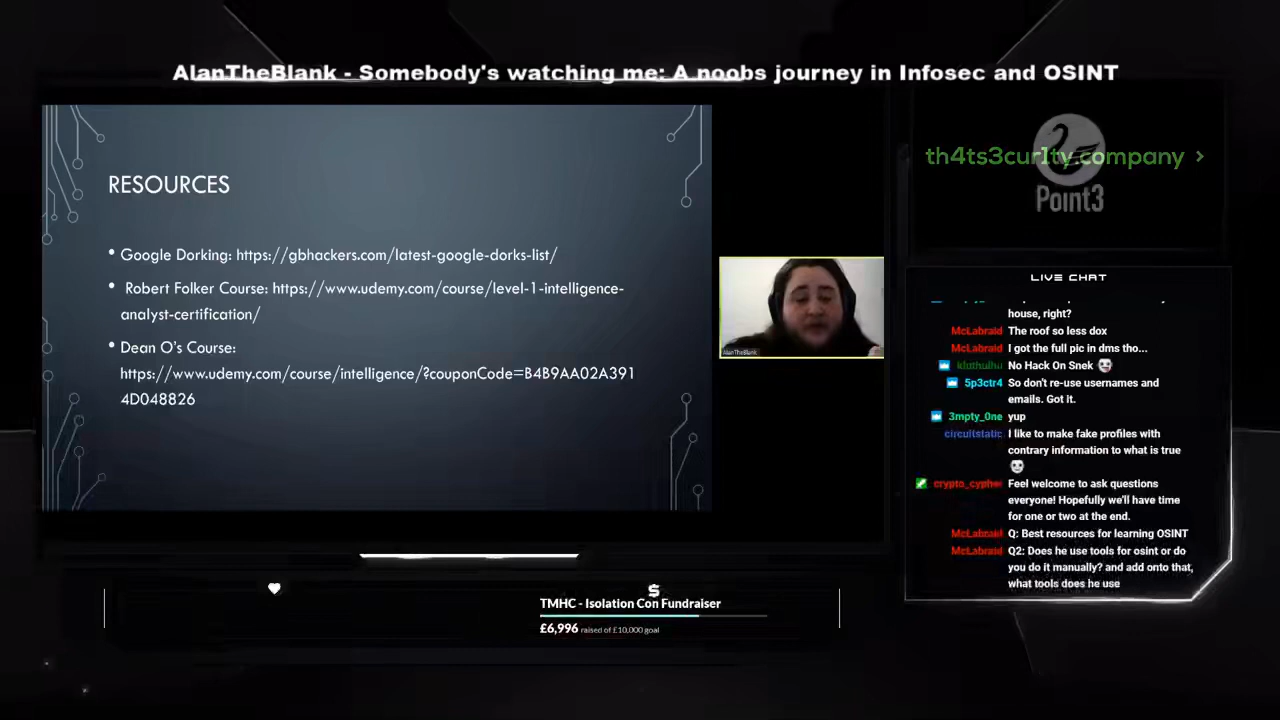 AlanTheBlank - Somebody's watching me: A noobs journey in Infosec and OSINT
RESOURCES
• Google Dorking: https://gbhackers.com/latest-google-dorks-list/
• Robert Folker Course: https://www.udemy.com/course/level-1-intelligence-
analyst-certification/
• Dean O's Course:
https://www.udemy.com/course/intelligence/?couponCode=B4B9AA02A391
4D048826
AlanTheBlank
th4ts3cur1ty.company >
Point3
LIVE CHAT
house, right?
McLabraid The roof so less dox
McLabraid I got the full pic in dms tho...
kluthulhu No Hack On Snek
5p3ctr4 So don't re-use usernames and
emails. Got it.
3mpty_0ne yup
circuitstatic I like to make fake profiles with
contrary information to what is true
crypto_cypher Feel welcome to ask questions
everyone! Hopefully we'll have time
for one or two at the end.
McLabraid Q: Best resources for learning OSINT
McLabraid Q2: Does he use tools for osint or do
you do it manually? and add onto that,
what tools does he use
TMHC - Isolation Con Fundraiser
£6,996 raised of £10,000 goal